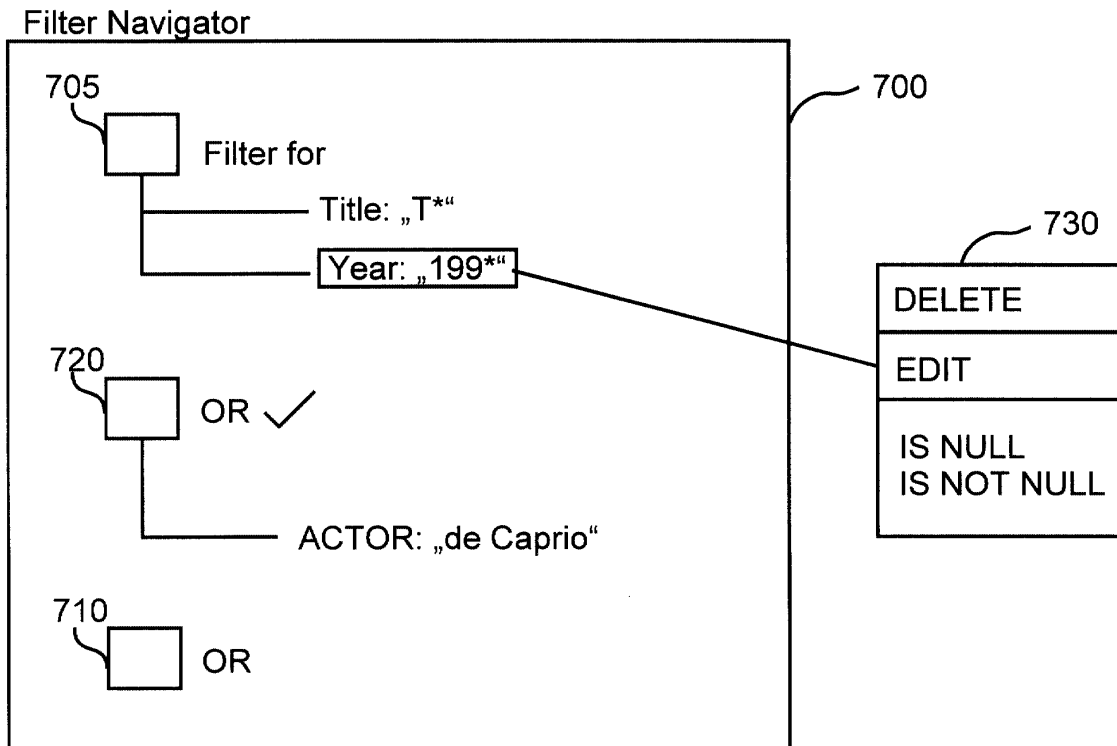 Filter Navigator
705
700
Filter for
Title: „T*“
730
Year: „199*“
DELETE
720
EDIT
OR ✓
IS NULL
IS NOT NULL
ACTOR: „de Caprio“
710
OR